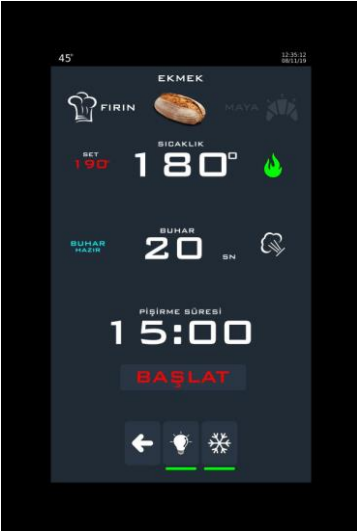 45°
12:35:12
08/11/19
EKMEK
FIRIN
MAYA
SICAKLIK
SET
190°
180°
BUHAR
BUHAR
HAZIR
20 SN
PİŞİRME SÜRESİ
15:00
BAŞLAT